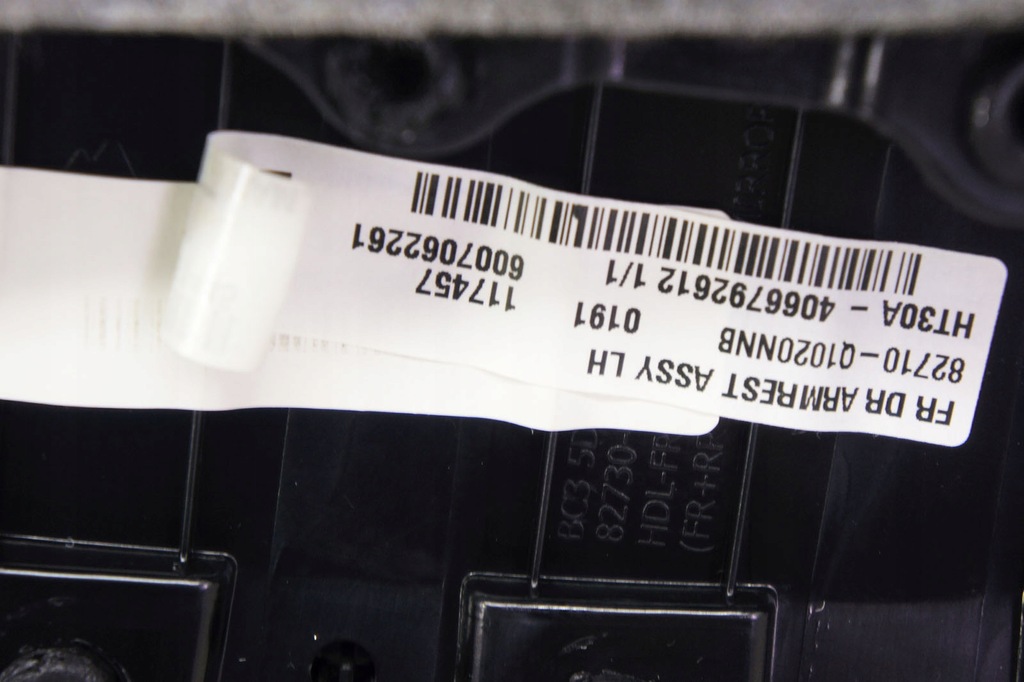 FR DR ARMREST ASSY LH
82710-Q1020NNB 0191
HT30A - 4066792612 1/1
117457
6007062261
BC3 5D
82730-
HDL-FR
(FR+RR